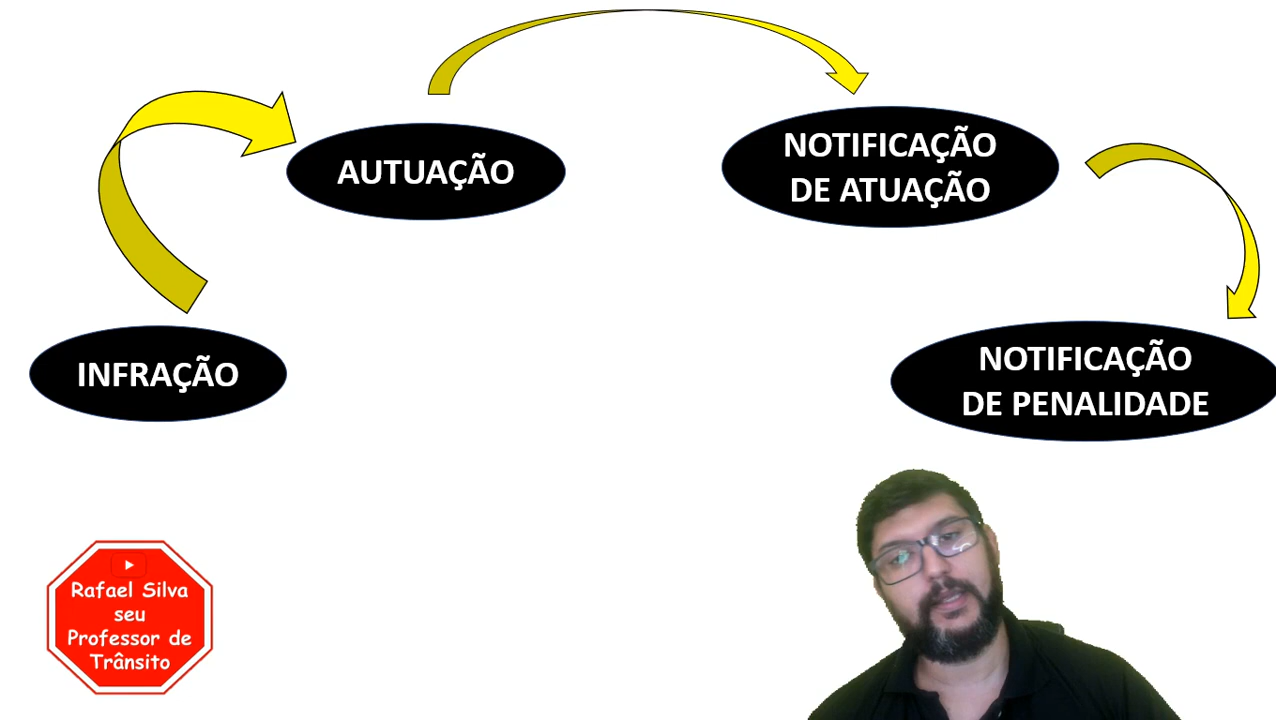 AUTUAÇÃO
NOTIFICAÇÃO
DE ATUAÇÃO
INFRAÇÃO
NOTIFICAÇÃO
DE PENALIDADE
Rafael Silva
seu
Professor de
Trânsito